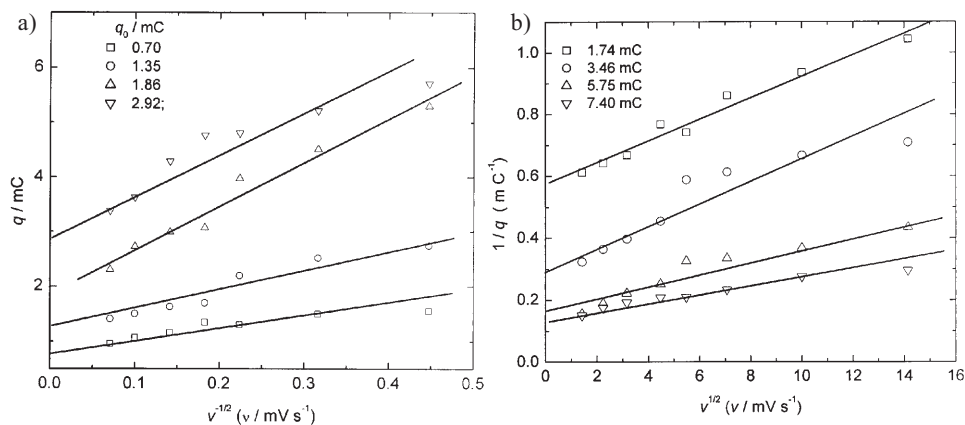 a)
q₀ / mC
□ 0.70
○ 1.35
△ 1.86
▽ 2.92;
6
4
2
q / mC
0.0 0.1 0.2 0.3 0.4 0.5
v⁻¹/² (ν / mV s⁻¹)
b)
□ 1.74 mC
○ 3.46 mC
△ 5.75 mC
▽ 7.40 mC
1.0
0.8
0.6
0.4
0.2
0.0
1 / q ( m C⁻¹)
0 2 4 6 8 10 12 14 16
v¹/² (v / mV s⁻¹)